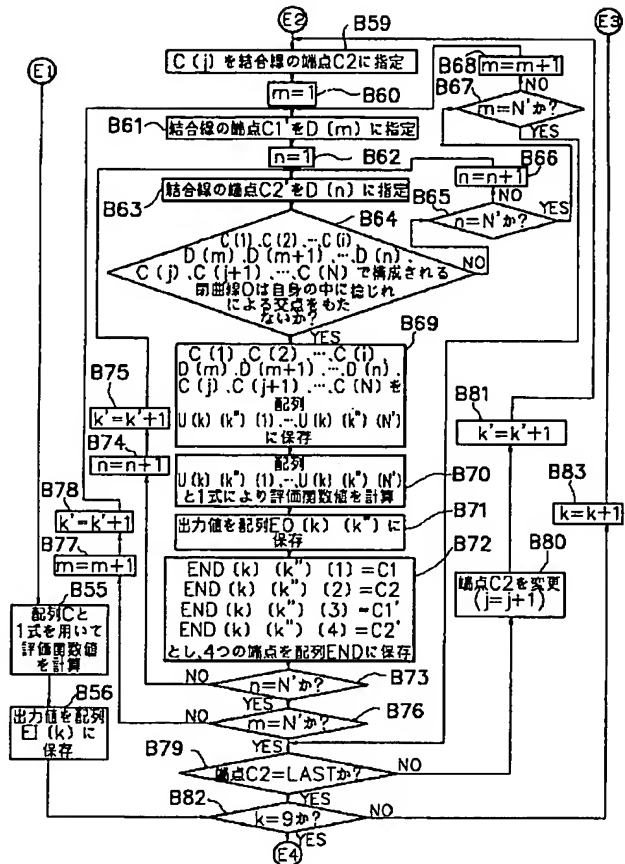 E1
E2
E3
B59
C(j)を結合線の端点C2に指定
m=1
B60
B61
結合線の端点C1'をD(m)に指定
n=1
B62
B63
結合線の端点C2'をD(n)に指定
B64
C(1)、C(2)、…C(i)、
D(m)、D(m+1)、…D(n)、
C(j)、C(j+1)、…C(N)で構成される
閉曲線Oは自身の中に捻じれ
による交点をもた
ないか?
NO
YES
B65
n=N'か?
NO
YES
n=n+1
B66
B67
m=N'か?
NO
YES
B68
m=m+1
B69
C(1)、C(2)、…C(i)、
D(m)、D(m+1)、…D(n)、
C(j)、C(j+1)、…C(N)を
配列
U(k)(k")(1)、…U(k)(k")(N')
に保存
B70
配列
U(k)(k")(1)、…U(k)(k")(N')
と1式により評価関数値を計算
B71
出力値を配列EO(k)(k")に
保存
B72
END(k)(k")(1)=C1
END(k)(k")(2)=C2
END(k)(k")(3)=C1'
END(k)(k")(4)=C2'
とし、4つの端点を配列ENDに保存
B73
n=N'か?
NO
YES
B74
n=n+1
B75
k'=k'+1
B76
m=N'か?
NO
YES
B77
m=m+1
B78
k'=k'+1
B55
配列Cと
1式を用いて
評価関数値
を計算
B56
出力値を配列
EI(k)に
保存
B79
端点C2=LASTか?
NO
YES
B80
端点C2を変更
(j=j+1)
B81
k'=k'+1
B82
k=9か?
NO
YES
B83
k=k+1
E4